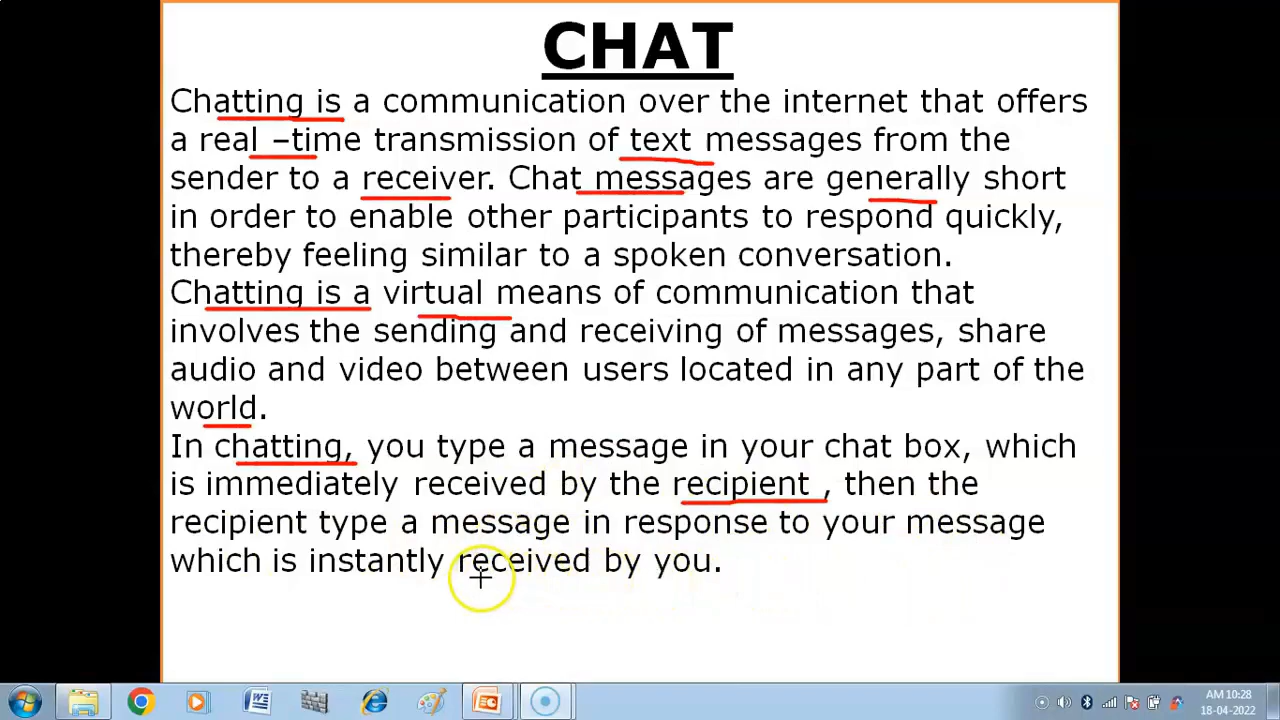 CHAT
Chatting is a communication over the internet that offers
a real –time transmission of text messages from the
sender to a receiver. Chat messages are generally short
in order to enable other participants to respond quickly,
thereby feeling similar to a spoken conversation.
Chatting is a virtual means of communication that
involves the sending and receiving of messages, share
audio and video between users located in any part of the
world.
In chatting, you type a message in your chat box, which
is immediately received by the recipient , then the
recipient type a message in response to your message
which is instantly received by you.
AM 10:28
18-04-2022